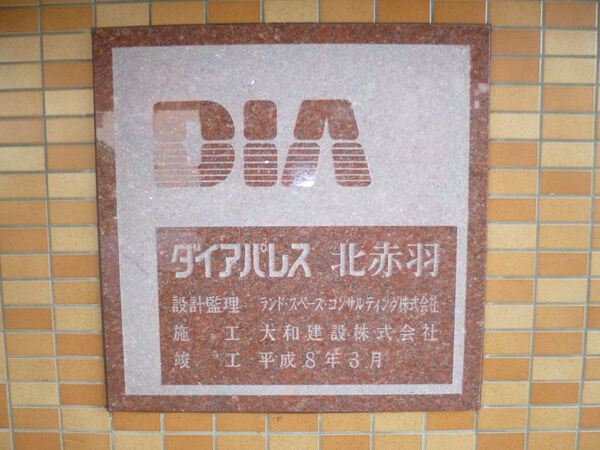 DIA
ダイアパレス 北赤羽
設計監理 ランド・スペース・コンサルティング株式会社
施工 大和建設株式会社
竣工 平成8年3月